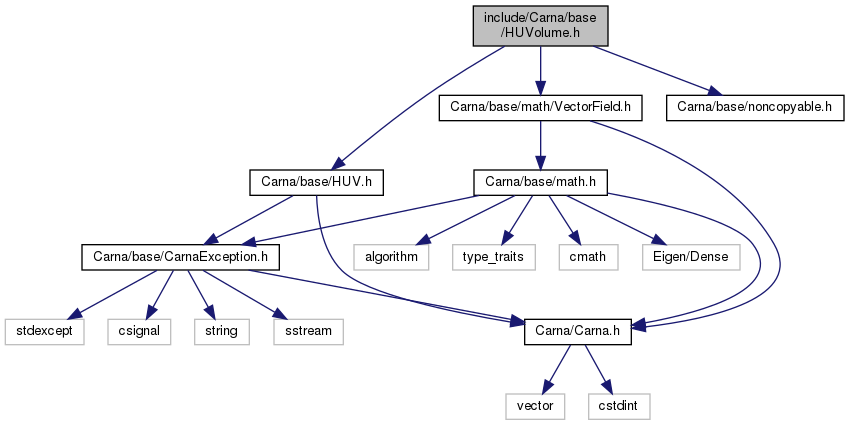 include/Carna/base
/HUVolume.h
Carna/base/math/VectorField.h
Carna/base/noncopyable.h
Carna/base/HUV.h
Carna/base/math.h
Carna/base/CarnaException.h
algorithm
type_traits
cmath
Eigen/Dense
stdexcept
csignal
string
sstream
Carna/Carna.h
vector
cstdint